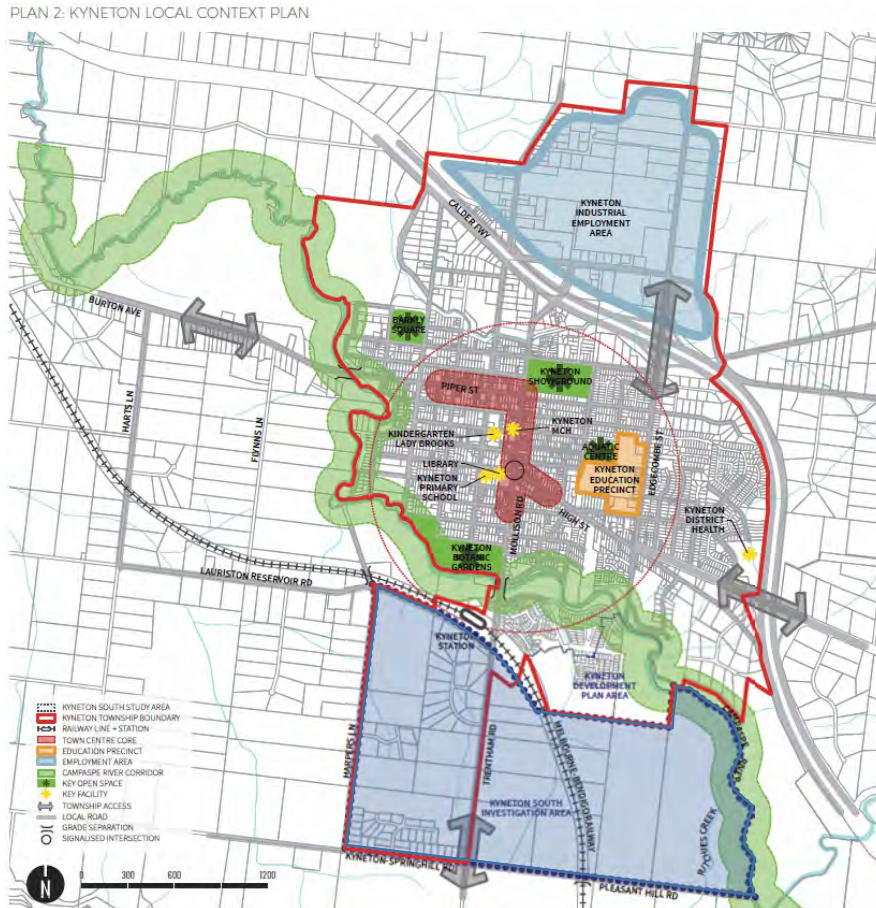 PLAN 2: KYNETON LOCAL CONTEXT PLAN
KYNETON
INDUSTRIAL
EMPLOYMENT
AREA
CALDER FWY
BURTON AVE
BARKLY
SQUARE
KYNETON
SHOWGROUND
PIPER ST
HARTS LN
FLYNNS LN
KINDERGARTEN
LADY BROOKS
KYNETON
MCH
LIBRARY
KYNETON
PRIMARY
SCHOOL
AQUATIC
CENTRE
KYNETON
EDUCATION
PRECINCT
EDGECOMBE ST
MOLLISON RD
HIGH ST
KYNETON
DISTRICT
HEALTH
KYNETON
BOTANIC
GARDENS
LAURISTON RESERVOIR RD
KYNETON
STATION
KYNETON
DEVELOPMENT
PLAN AREA
CAMPASPE
RIVER
HARPERS LN
TRENTHAM RD
MELBOURNE-BENDIGO RAILWAY
KYNETON SOUTH
INVESTIGATION AREA
CREEK
KYNETON-SPRINGHILL RD
PLEASANT HILL RD
KYNETON SOUTH STUDY AREA
KYNETON TOWNSHIP BOUNDARY
RAILWAY LINE + STATION
TOWN CENTRE CORE
EDUCATION PRECINCT
EMPLOYMENT AREA
CAMPASPE RIVER CORRIDOR
KEY OPEN SPACE
KEY FACILITY
TOWNSHIP ACCESS
LOCAL ROAD
GRADE SEPARATION
SIGNALISED INTERSECTION
N
0 300 600 1200